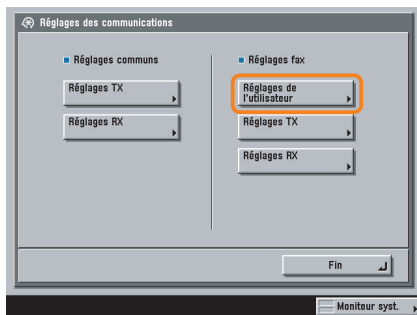 Réglages des communications
Réglages communs
Réglages TX
Réglages RX
Réglages fax
Réglages de
l'utilisateur
Réglages TX
Réglages RX
Fin
Moniteur syst.